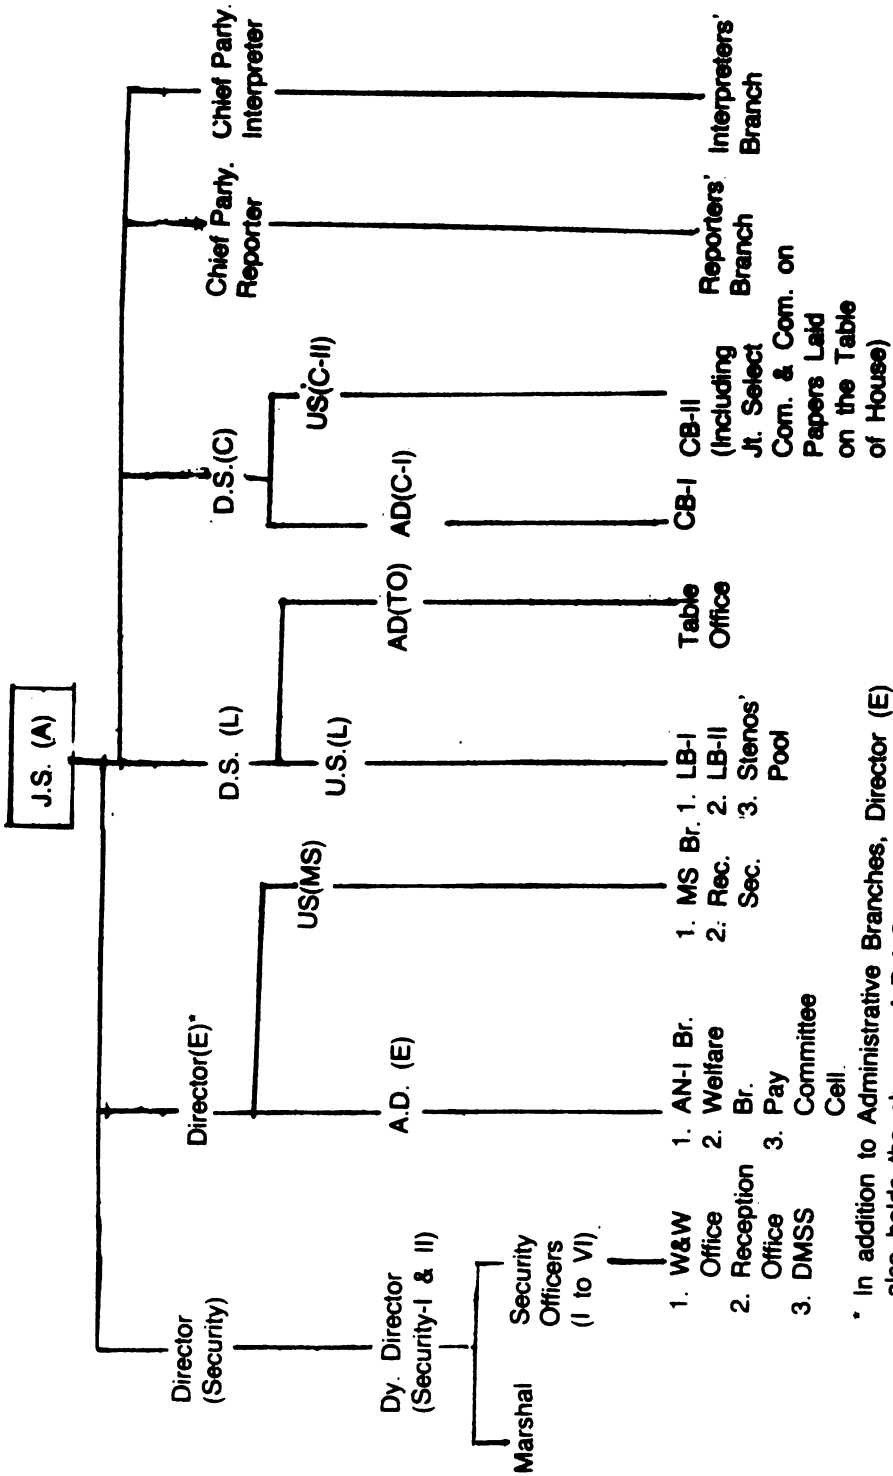 J.S. (A)
Director
(Security)
Director(E)*
D.S. (L)
D.S.(C)
Chief Parly.
Reporter
Chief Parly.
Interpreter
Dy. Director
(Security-I & II)
A.D. (E)
US(MS)
U.S.(L)
AD(TO)
AD(C-I)
US(C-II)
Marshal
Security
Officers
(I to VI)
1. W&W
Office
2. Reception
Office
3. DMSS
1. AN-I Br.
2. Welfare
Br.
3. Pay
Committee
Cell.
1. MS Br.
2. Rec.
Sec.
1. LB-I
2. LB-II
3. Stenos'
Pool
Table
Office
CB-I
CB-II
(Including
Jt. Select
Com. & Com. on
Papers Laid
on the Table
of House)
Reporters'
Branch
Interpreters'
Branch
* In addition to Administrative Branches, Director (E)
also holds the